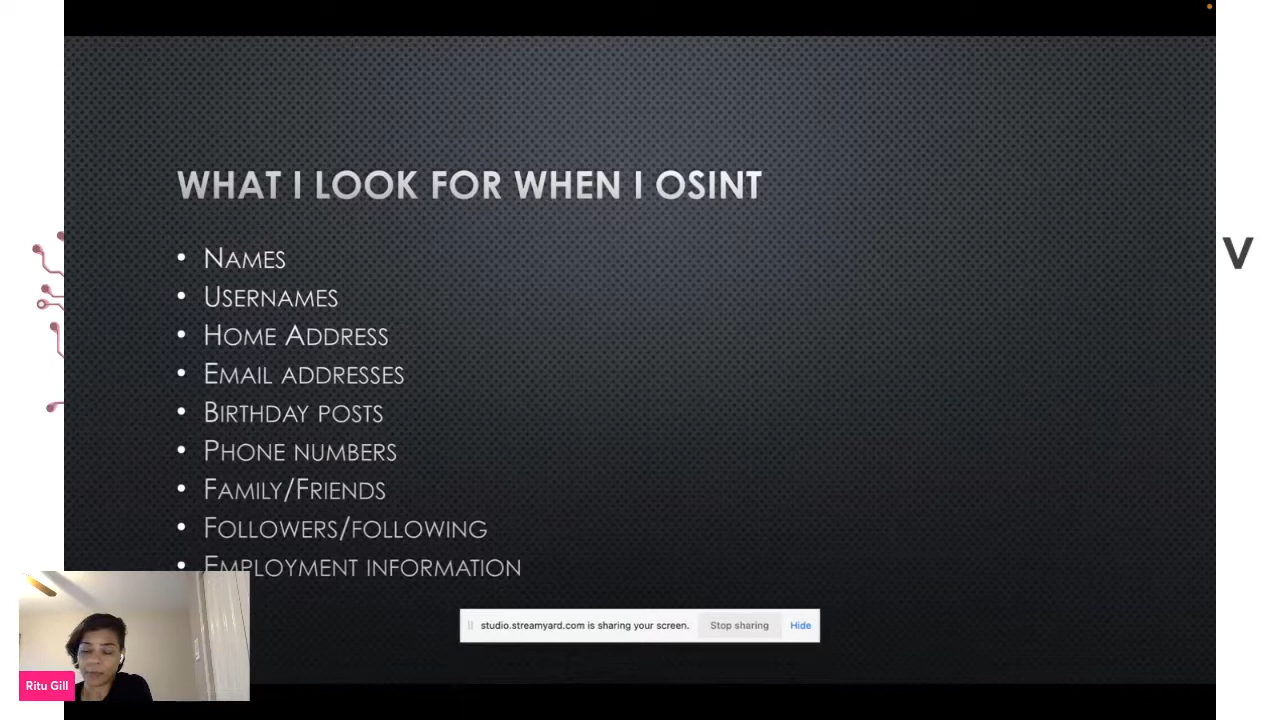 WHAT I LOOK FOR WHEN I OSINT
• NAMES
• USERNAMES
• HOME ADDRESS
• EMAIL ADDRESSES
• BIRTHDAY POSTS
• PHONE NUMBERS
• FAMILY/FRIENDS
• FOLLOWERS/FOLLOWING
• EMPLOYMENT INFORMATION
studio.streamyard.com is sharing your screen. Stop sharing Hide
Ritu Gill
V